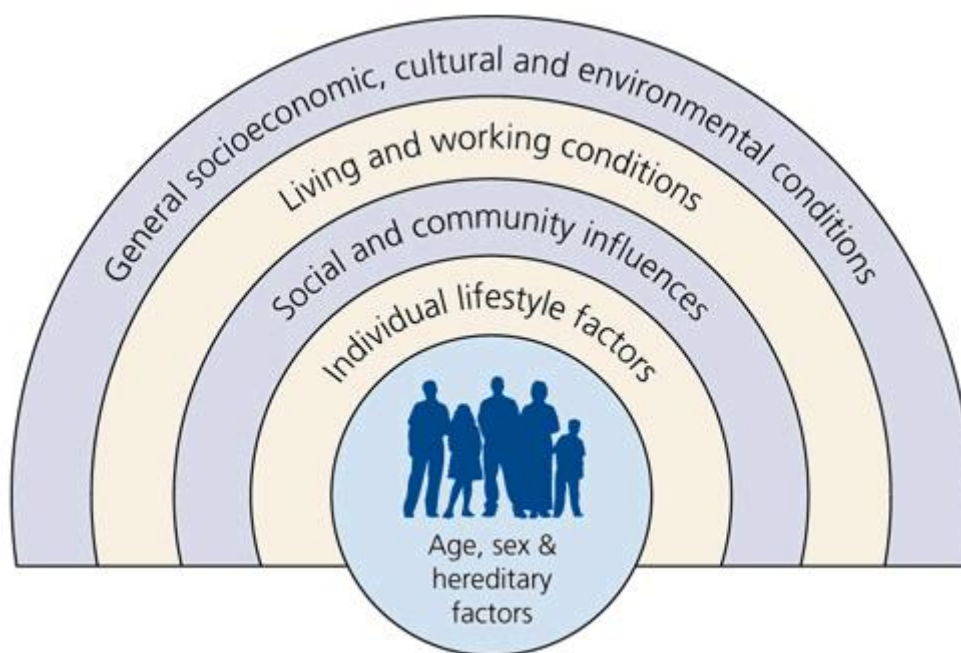 General socioeconomic, cultural and environmental conditions
Living and working conditions
Social and community influences
Individual lifestyle factors
Age, sex &
hereditary
factors